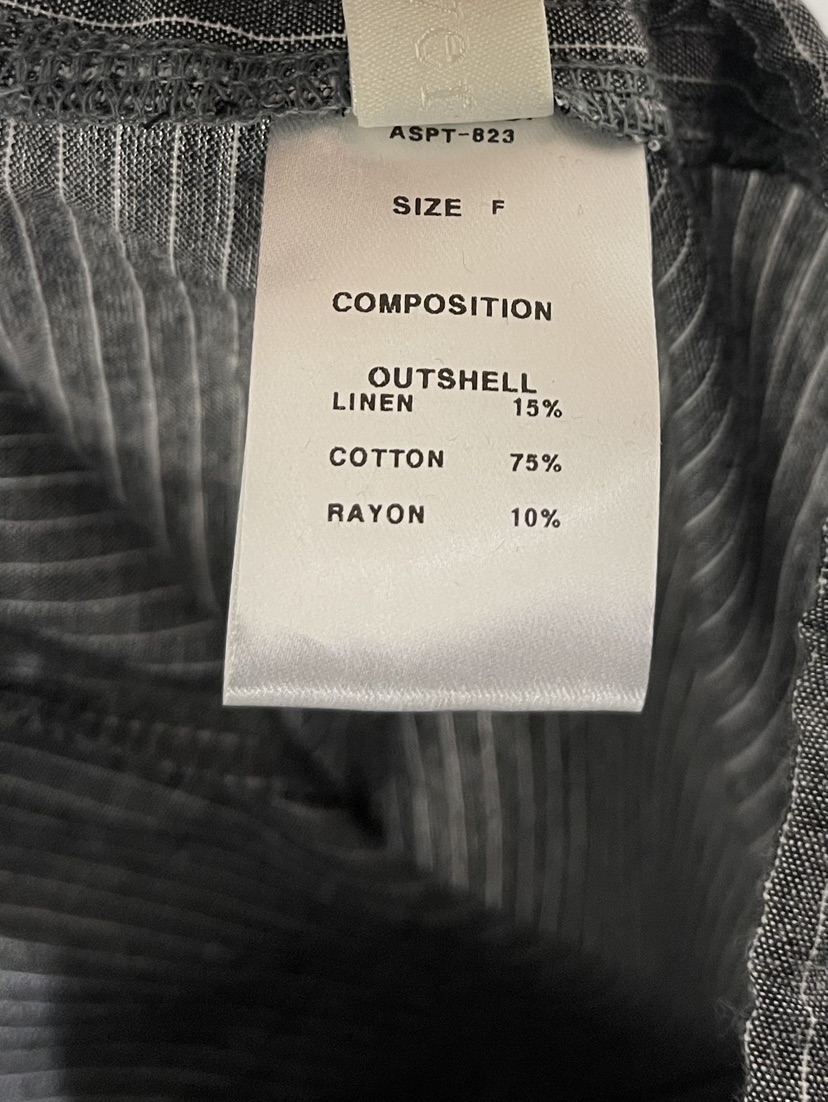 ASPT-823
SIZE F
COMPOSITION
OUTSHELL
LINEN 15%
COTTON 75%
RAYON 10%